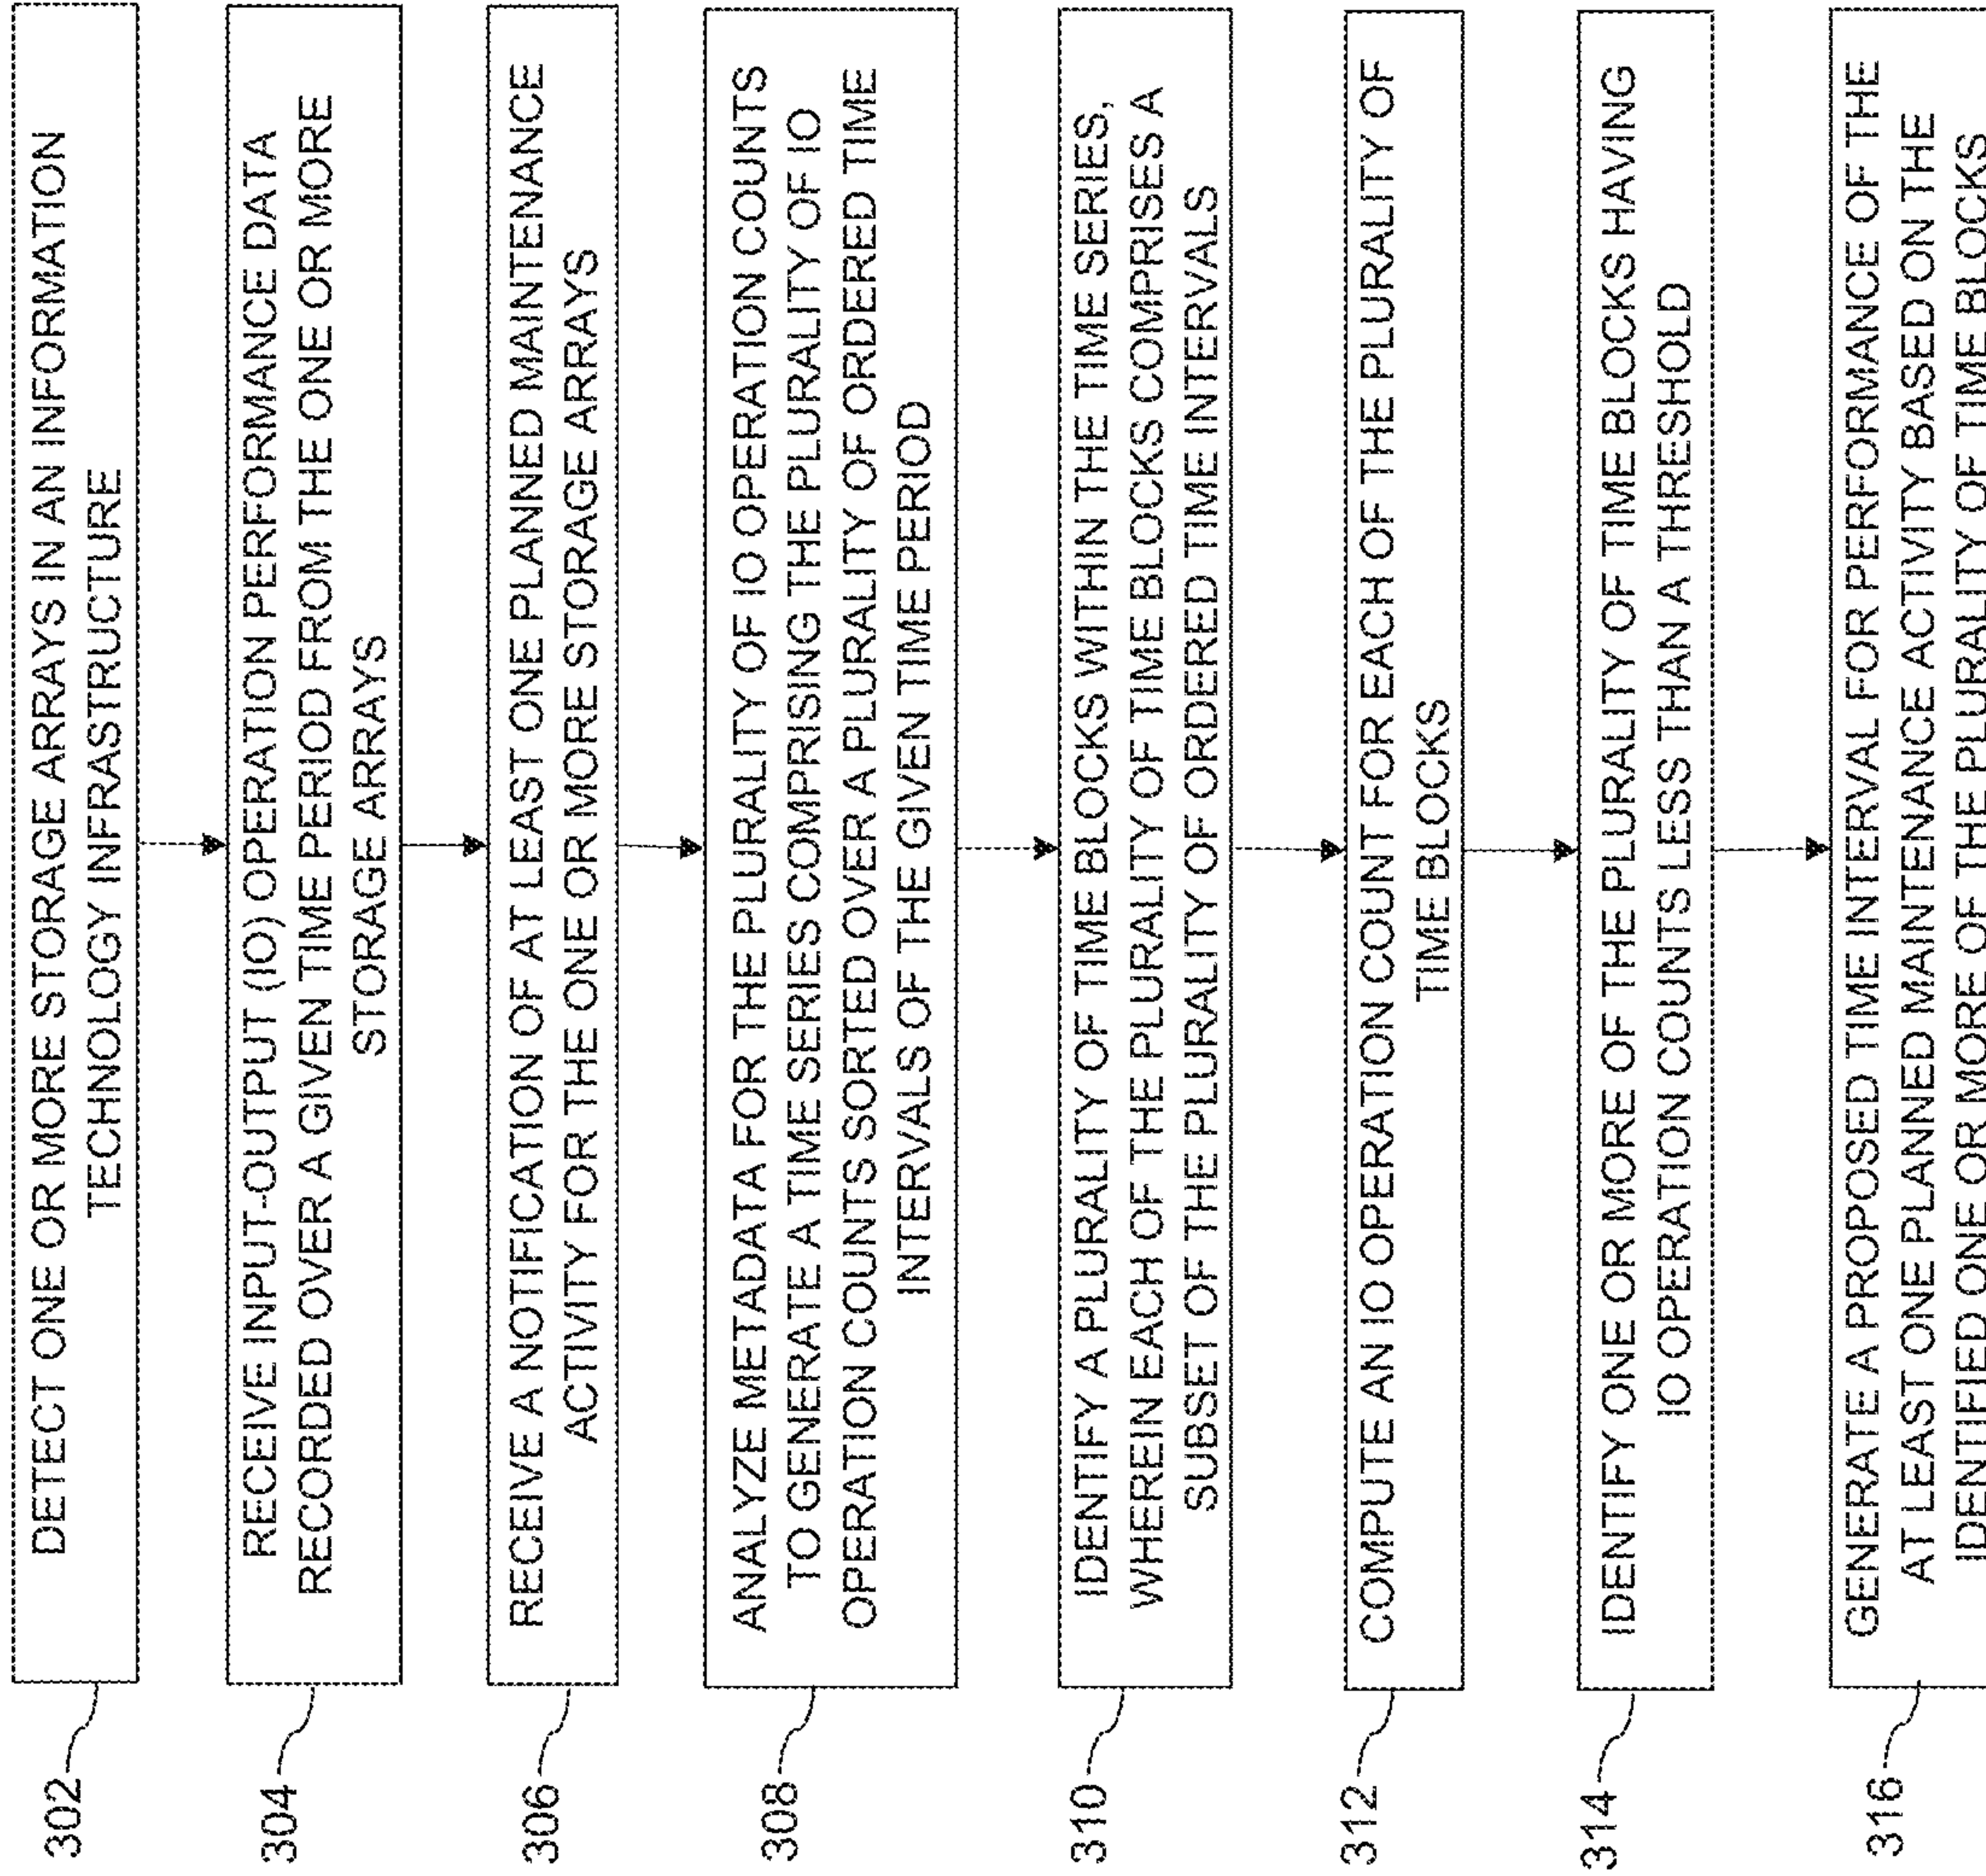 302
DETECT ONE OR MORE STORAGE ARRAYS IN AN INFORMATION
TECHNOLOGY INFRASTRUCTURE
304
RECEIVE INPUT-OUTPUT (IO) OPERATION PERFORMANCE DATA
RECORDED OVER A GIVEN TIME PERIOD FROM THE ONE OR MORE
STORAGE ARRAYS
306
RECEIVE A NOTIFICATION OF AT LEAST ONE PLANNED MAINTENANCE
ACTIVITY FOR THE ONE OR MORE STORAGE ARRAYS
308
ANALYZE METADATA FOR THE PLURALITY OF IO OPERATION COUNTS
TO GENERATE A TIME SERIES COMPRISING THE PLURALITY OF IO
OPERATION COUNTS SORTED OVER A PLURALITY OF ORDERED TIME
INTERVALS OF THE GIVEN TIME PERIOD
310
IDENTIFY A PLURALITY OF TIME BLOCKS WITHIN THE TIME SERIES,
WHEREIN EACH OF THE PLURALITY OF TIME BLOCKS COMPRISES A
SUBSET OF THE PLURALITY OF ORDERED TIME INTERVALS
312
COMPUTE AN IO OPERATION COUNT FOR EACH OF THE PLURALITY OF
TIME BLOCKS
314
IDENTIFY ONE OR MORE OF THE PLURALITY OF TIME BLOCKS HAVING
IO OPERATION COUNTS LESS THAN A THRESHOLD
316
GENERATE A PROPOSED TIME INTERVAL FOR PERFORMANCE OF THE
AT LEAST ONE PLANNED MAINTENANCE ACTIVITY BASED ON THE
IDENTIFIED ONE OR MORE OF THE PLURALITY OF TIME BLOCKS